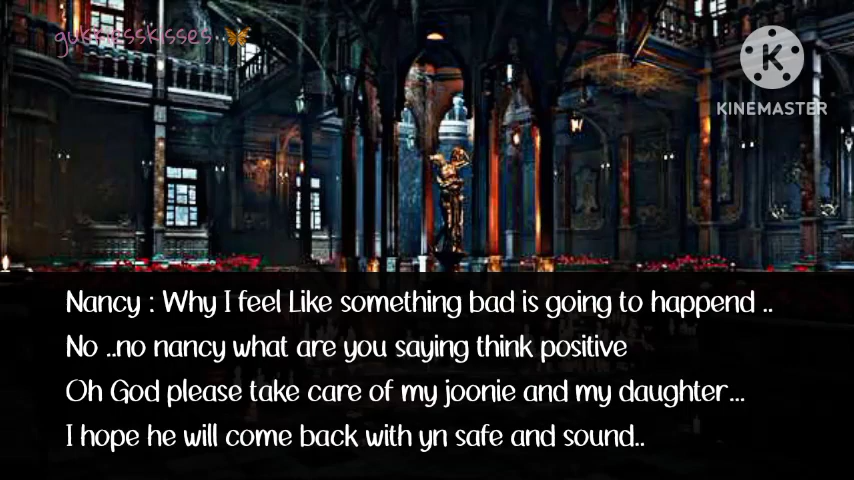 gukkiesskisses
KINEMASTER
Nancy : Why I feel Like something bad is going to happend ..
No ..no nancy what are you saying think positive
Oh God please take care of my joonie and my daughter...
I hope he will come back with yn safe and sound..